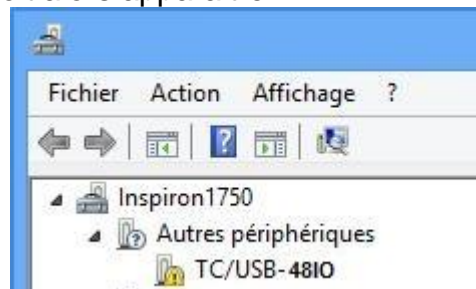 Fichier Action Affichage ?
Inspiron1750
Autres périphériques
TC/USB-48IO